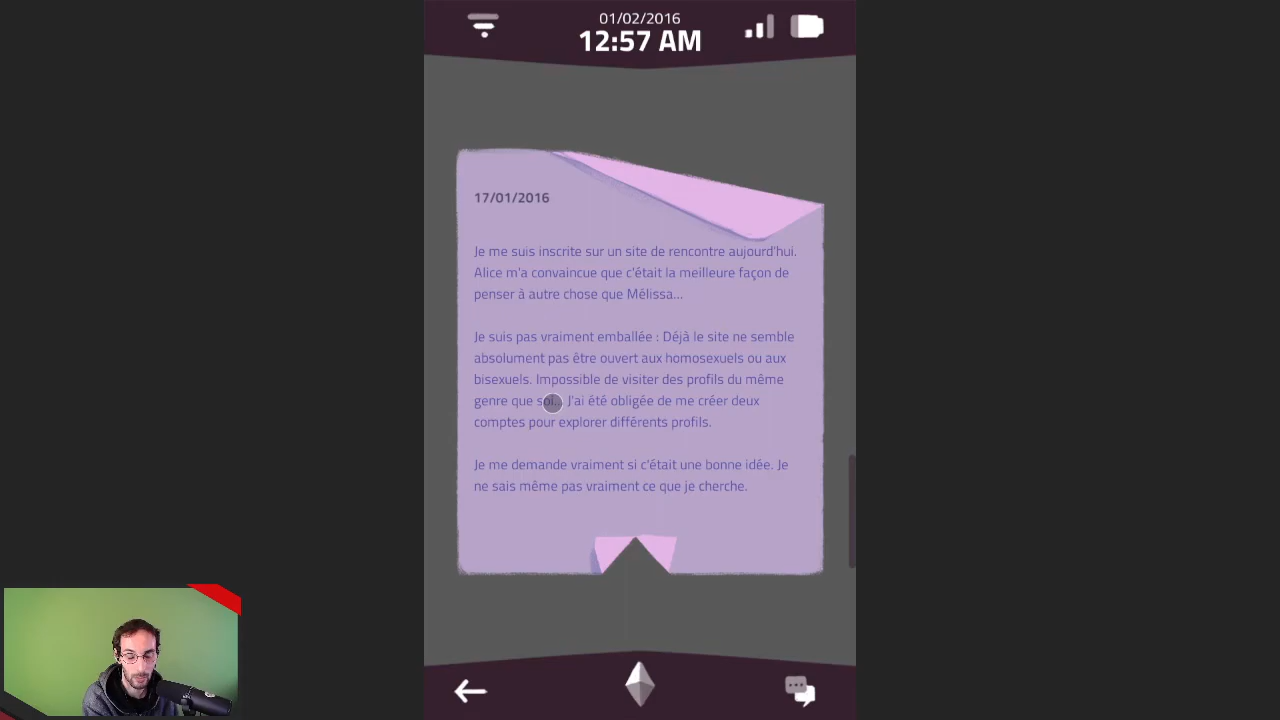 01/02/2016
12:57 AM
17/01/2016
Je me suis inscrite sur un site de rencontre aujourd'hui.
Alice m'a convaincue que c'était la meilleure façon de
penser à autre chose que Mélissa...
Je suis pas vraiment emballée : Déjà le site ne semble
absolument pas être ouvert aux homosexuels ou aux
bisexuels. Impossible de visiter des profils du même
genre que soi... J'ai été obligée de me créer deux
comptes pour explorer différents profils.
Je me demande vraiment si c'était une bonne idée. Je
ne sais même pas vraiment ce que je cherche.